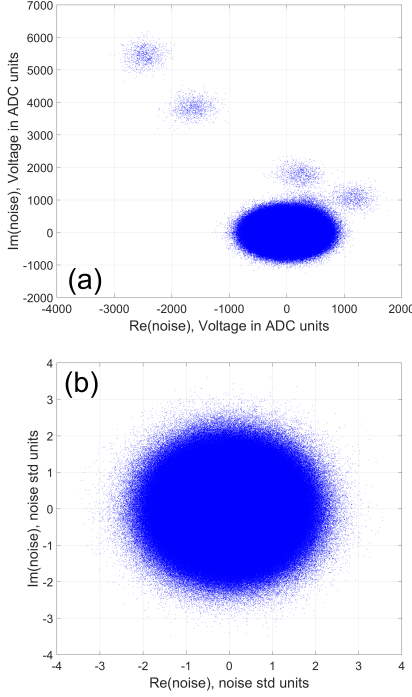 7000
6000
5000
4000
3000
2000
1000
0
-1000
-2000
Im(noise), Voltage in ADC units
(a)
-4000 -3000 -2000 -1000 0 1000 2000
Re(noise), Voltage in ADC units
4
3
2
1
0
-1
-2
-3
-4
Im(noise), noise std units
(b)
-4 -3 -2 -1 0 1 2 3 4
Re(noise), noise std units